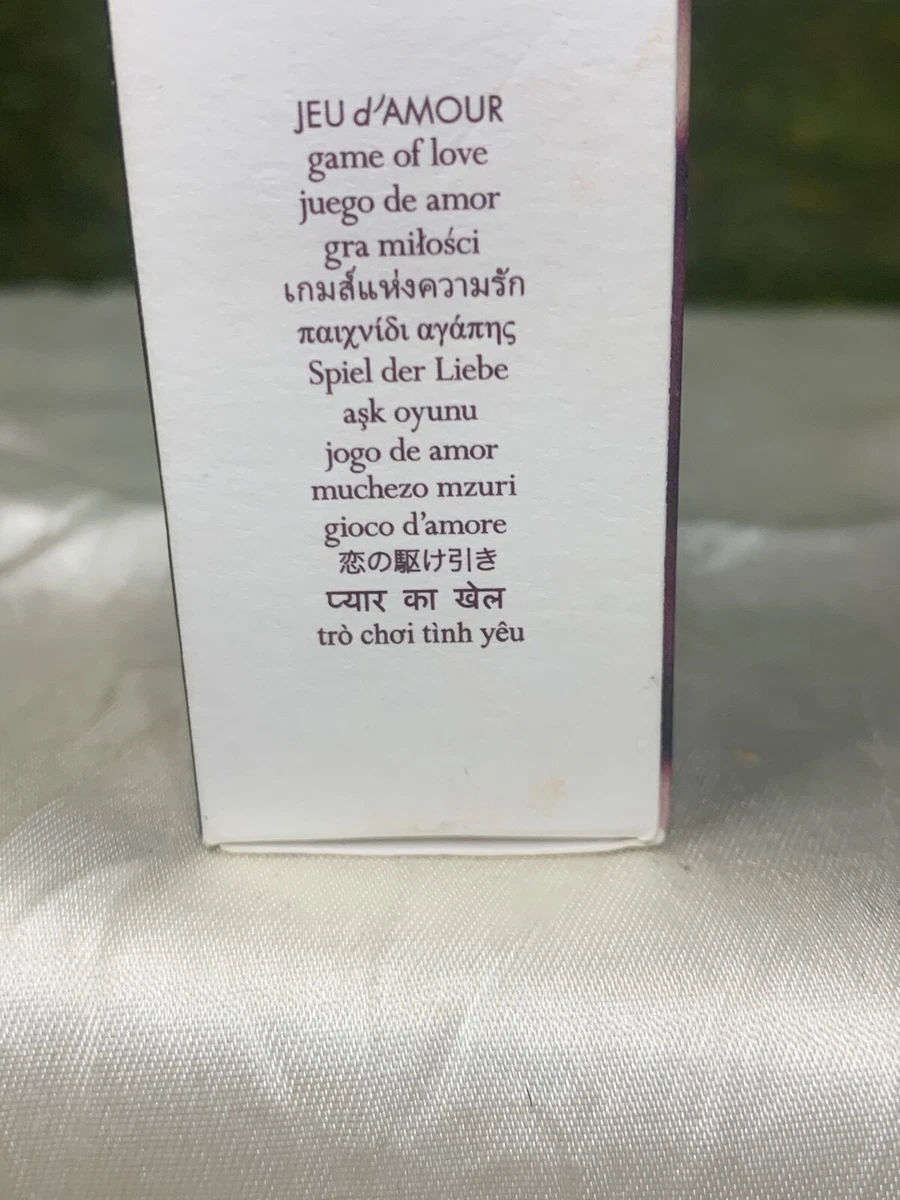 JEU d'AMOUR
game of love
juego de amor
gra miłości
เกมส์แห่งความรัก
παιχνίδι αγάπης
Spiel der Liebe
aşk oyunu
jogo de amor
muchezo mzuri
gioco d'amore
恋の駆け引き
प्यार का खेल
trò chơi tình yêu